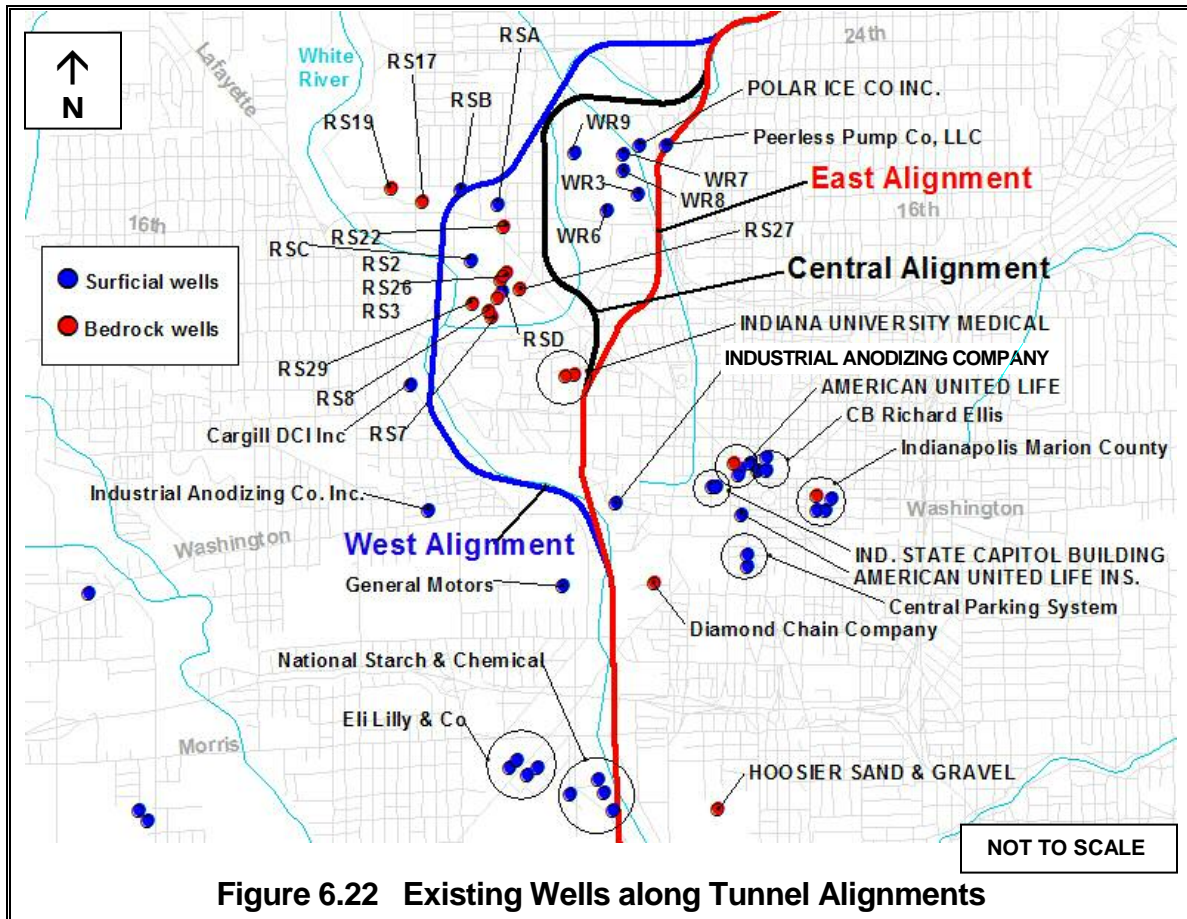 24th
Lafayette
White
River
RSA
RS17
N
RSB
POLAR ICE CO INC.
WR9
RS19
Peerless Pump Co, LLC
WR7
WR3
WR8
East Alignment
16th
16th
WR6
RS22
RS27
RSC
Surficial wells
RS2
Central Alignment
RS26
RS3
Bedrock wells
INDIANA UNIVERSITY MEDICAL
RSD
INDUSTRIAL ANODIZING COMPANY
RS29
AMERICAN UNITED LIFE
RS8
CB Richard Ellis
Cargill DCI Inc
RS7
Indianapolis Marion County
Industrial Anodizing Co. Inc.
Washington
Washington
West Alignment
IND. STATE CAPITOL BUILDING
AMERICAN UNITED LIFE INS.
General Motors
Central Parking System
Diamond Chain Company
National Starch & Chemical
Eli Lilly & Co
Morris
HOOSIER SAND & GRAVEL
NOT TO SCALE
Figure 6.22 Existing Wells along Tunnel Alignments